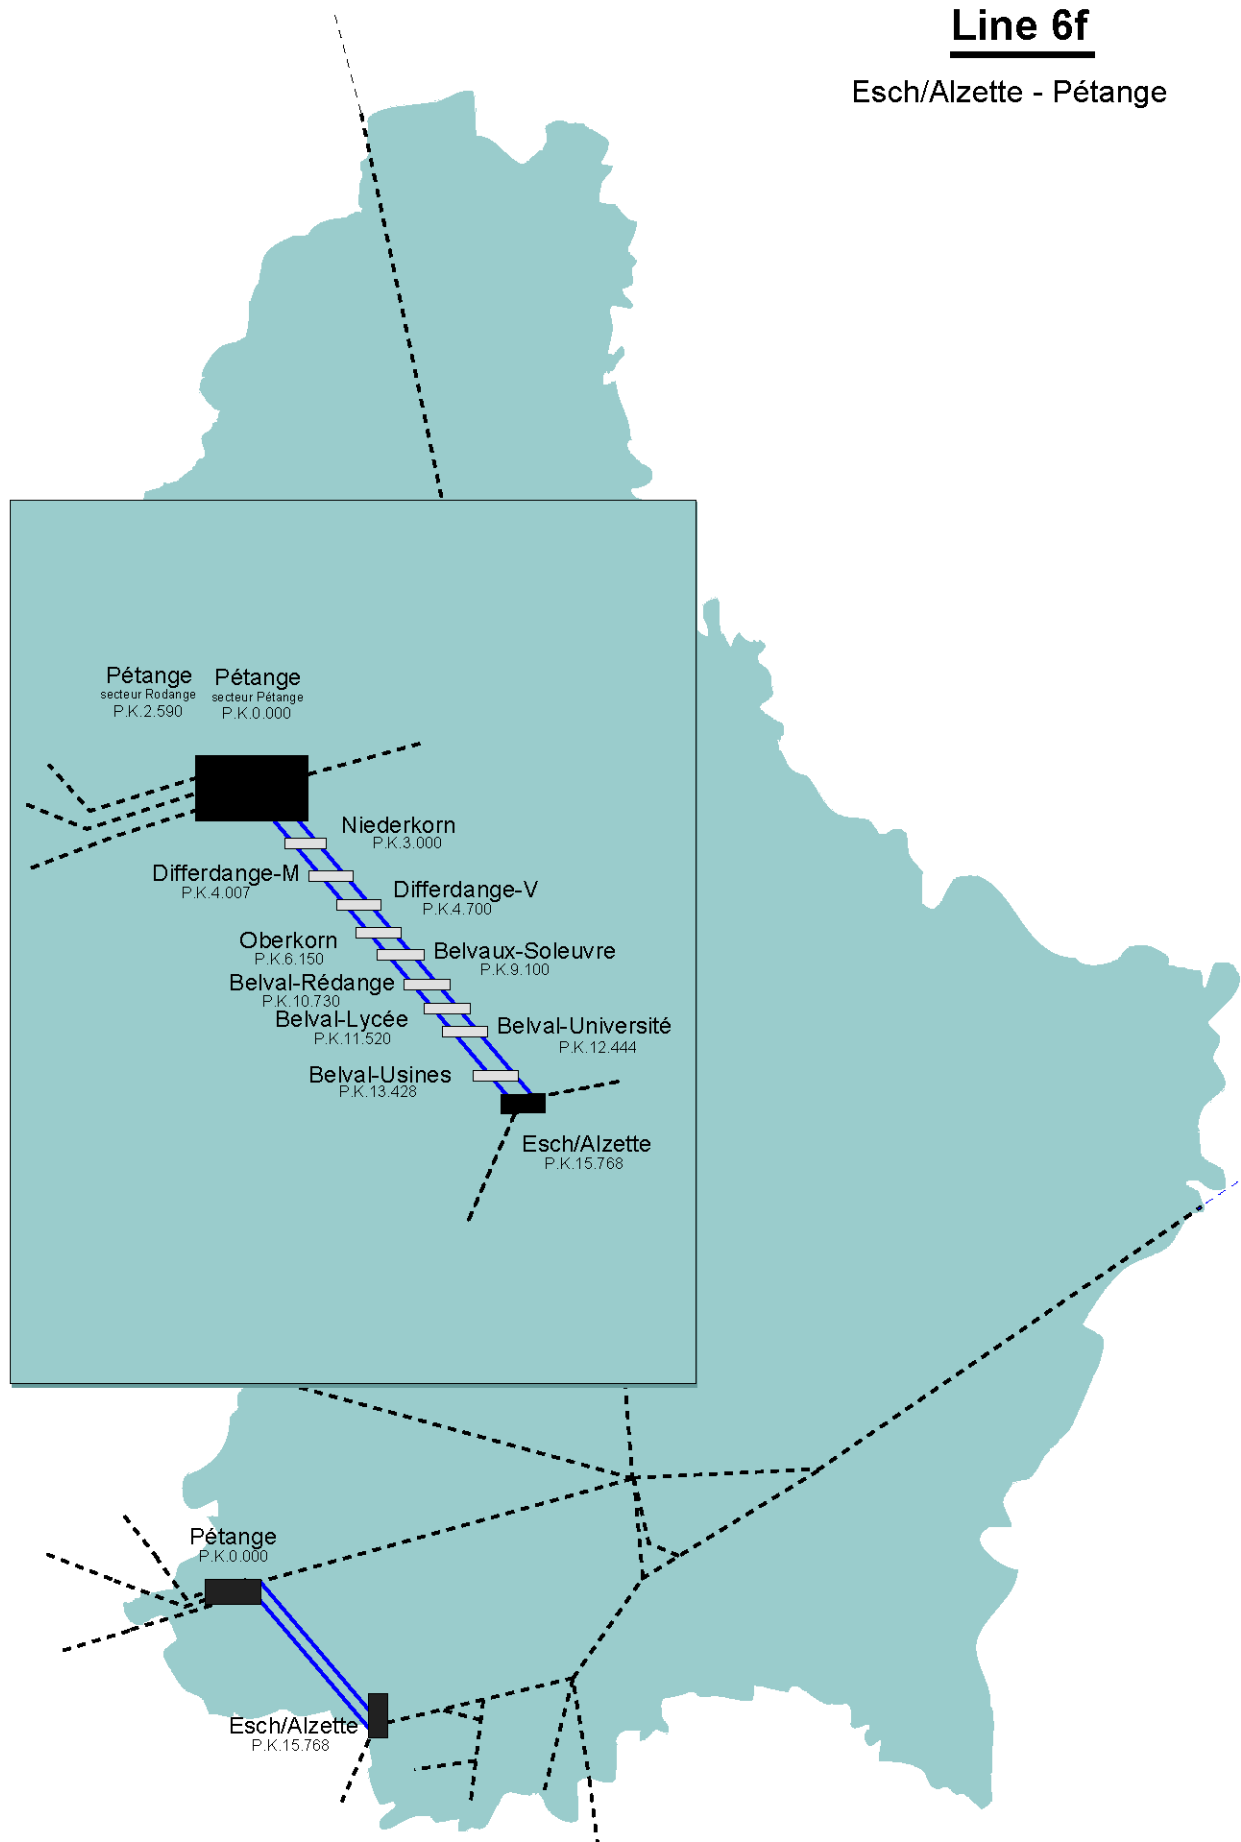 Line 6f
Esch/Alzette - Pétange
Pétange
secteur Rodange
P.K.2.590
Pétange
secteur Pétange
P.K.0.000
Niederkorn
P.K.3.000
Differdange-M
P.K.4.007
Differdange-V
P.K.4.700
Oberkorn
P.K.6.150
Belvaux-Soleuvre
P.K.9.100
Belval-Rédange
P.K.10.730
Belval-Lycée
P.K.11.520
Belval-Université
P.K.12.444
Belval-Usines
P.K.13.428
Esch/Alzette
P.K.15.768
Pétange
P.K.0.000
Esch/Alzette
P.K.15.768